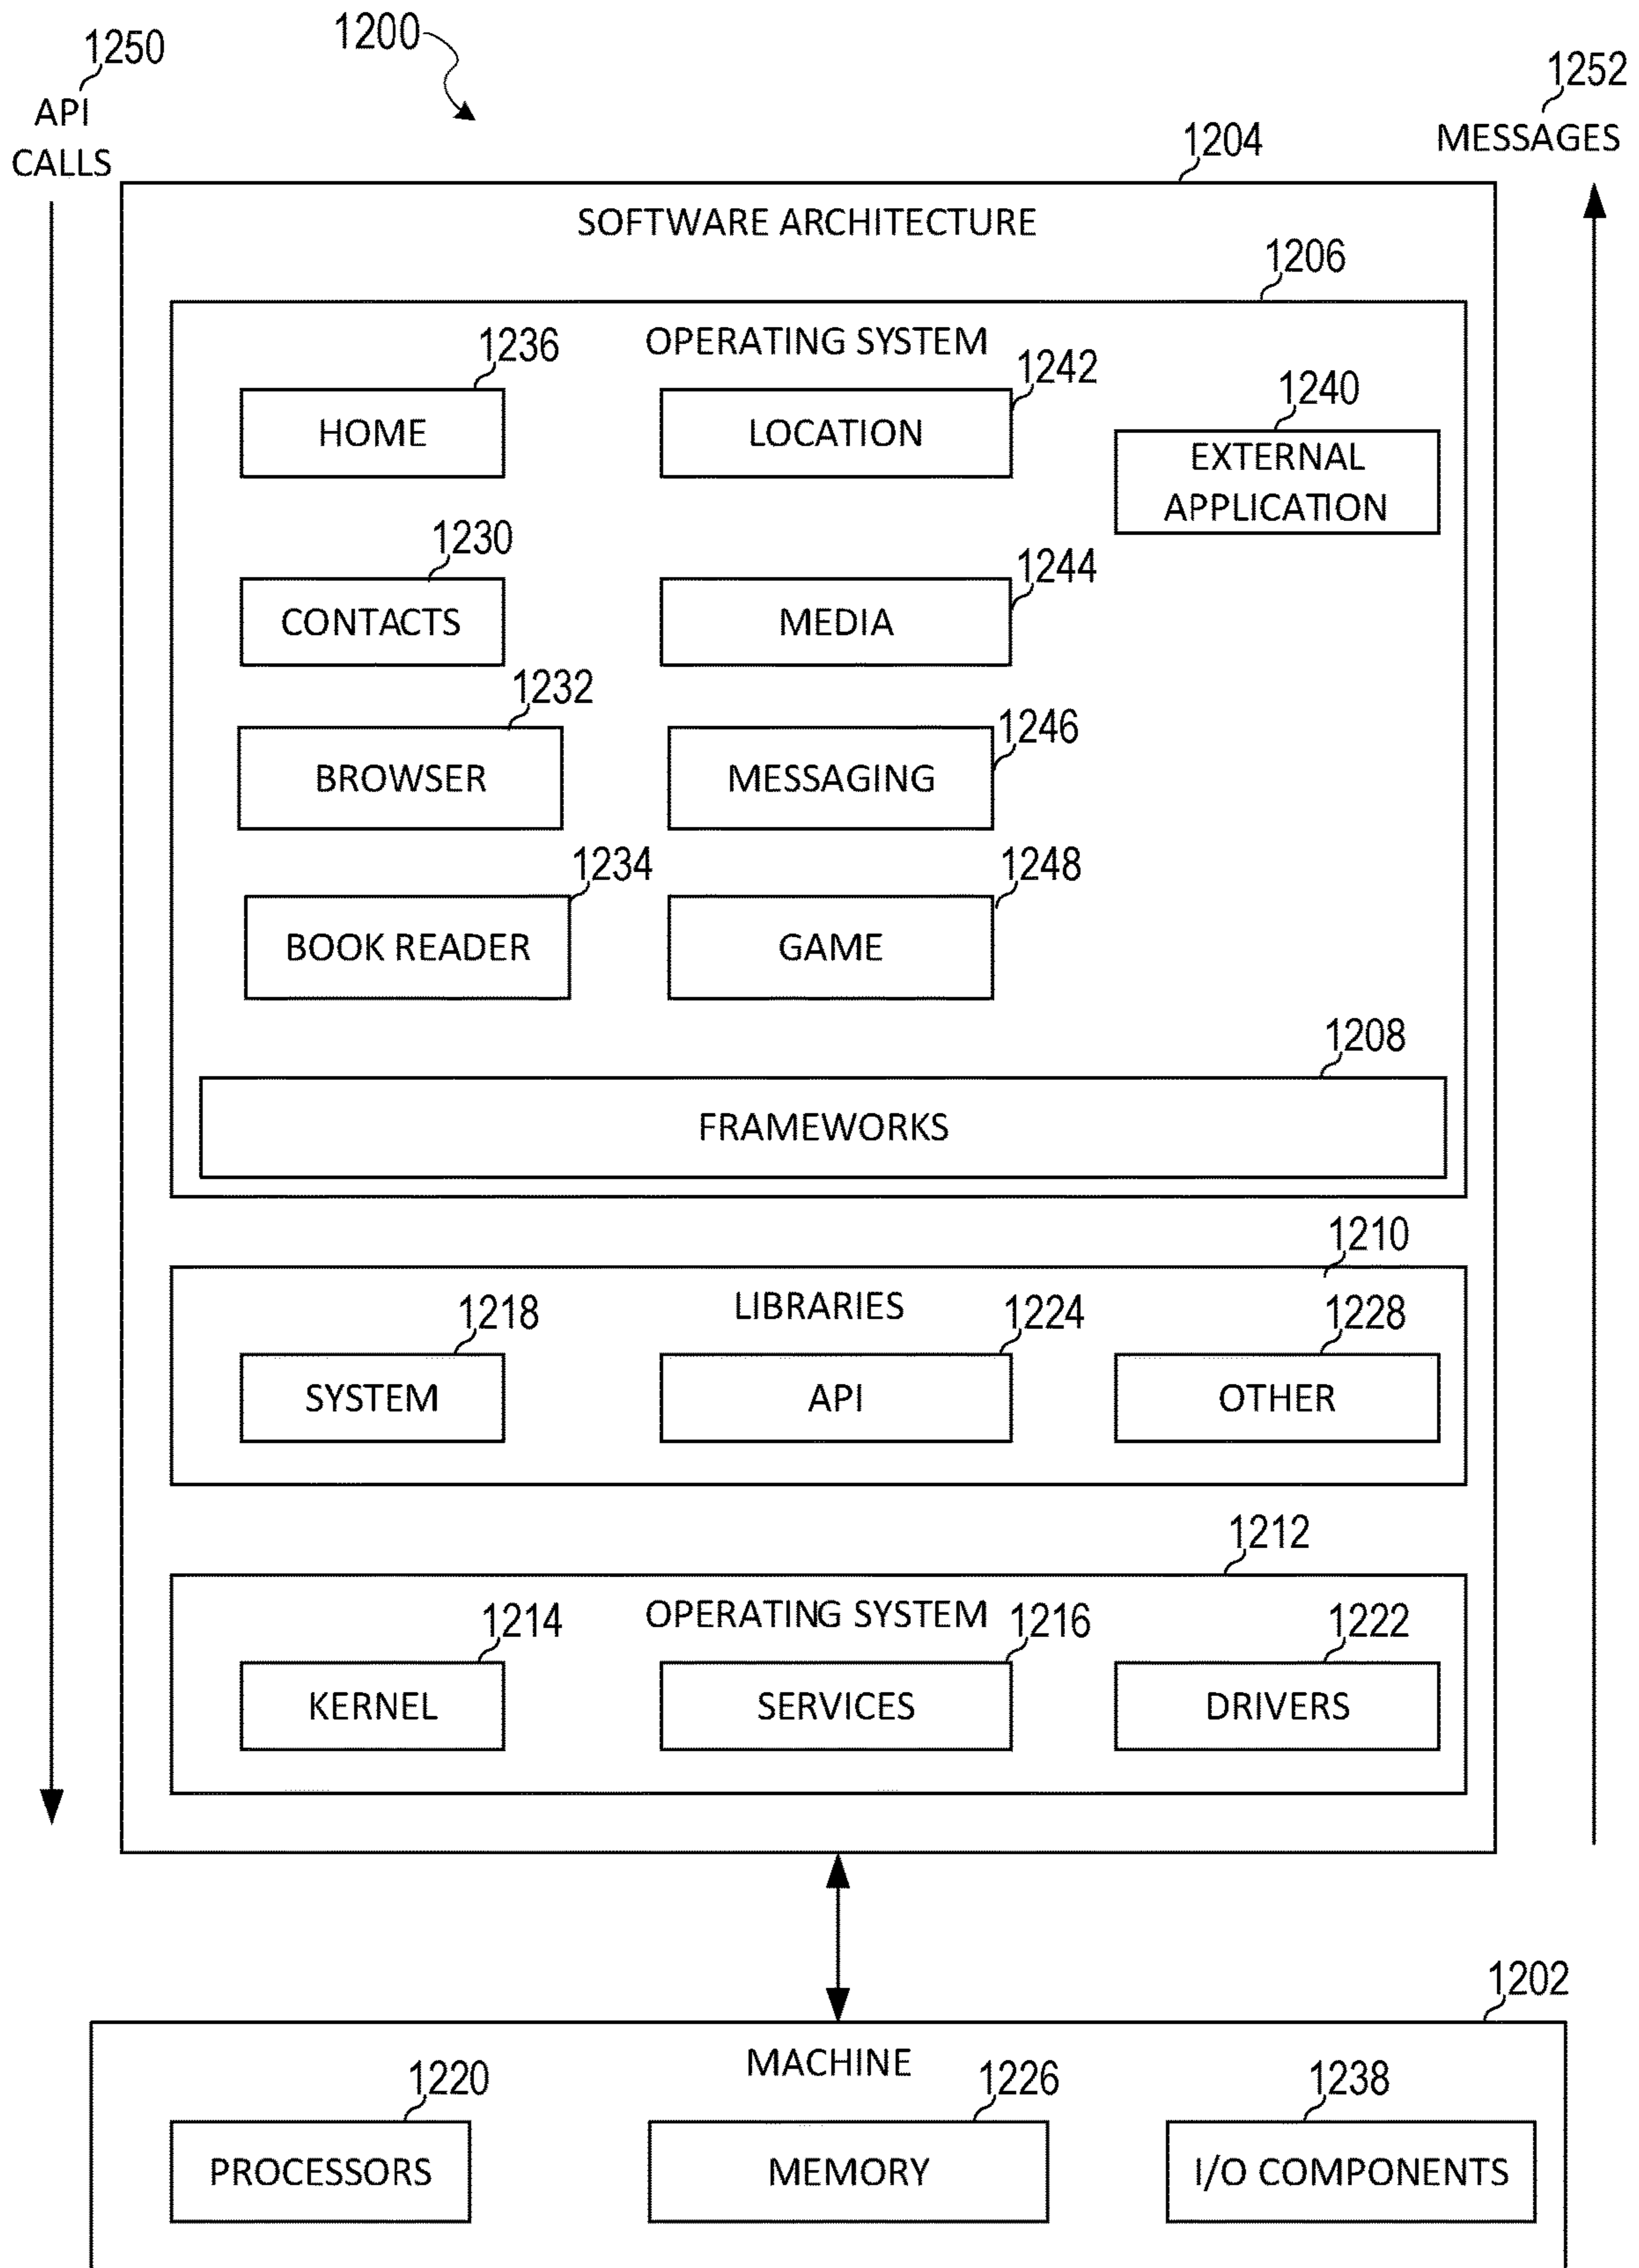 1250
1200
1252
API
CALLS
MESSAGES
1204
SOFTWARE ARCHITECTURE
1206
OPERATING SYSTEM
1236
1242
1240
HOME
LOCATION
EXTERNAL
APPLICATION
1230
1244
CONTACTS
MEDIA
1232
1246
BROWSER
MESSAGING
1234
1248
BOOK READER
GAME
1208
FRAMEWORKS
1210
LIBRARIES
1218
1224
1228
SYSTEM
API
OTHER
1212
OPERATING SYSTEM
1214
1216
1222
KERNEL
SERVICES
DRIVERS
1202
MACHINE
1220
1226
1238
PROCESSORS
MEMORY
I/O COMPONENTS